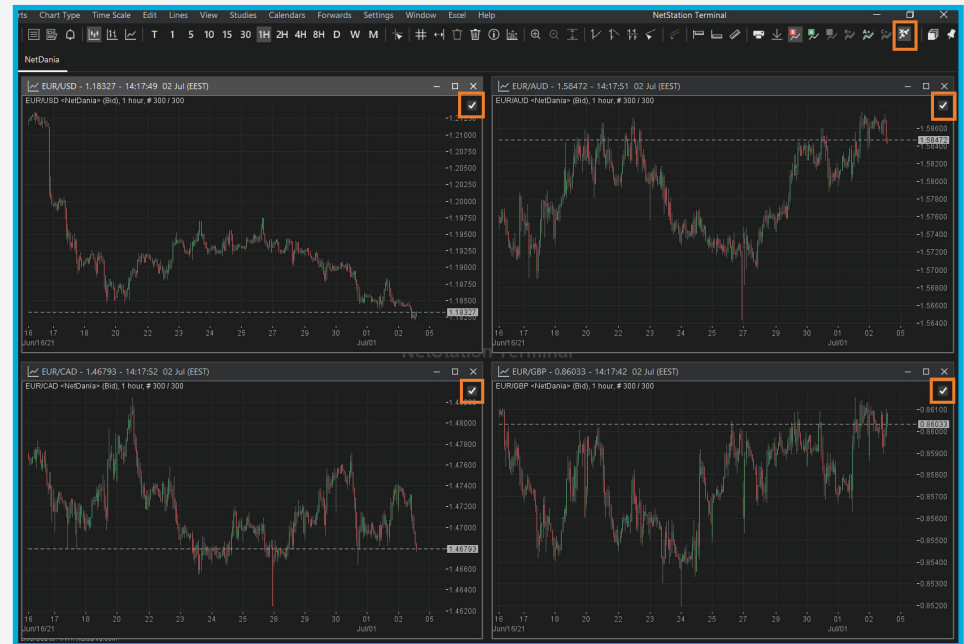 rts Chart Type Time Scale Edit Lines View Studies Calendars Forwards Settings Window Excel Help NetStation Terminal
T 1 5 10 15 30 1H 2H 4H 8H D W M
NetDania
EUR/USD - 1.18327 - 14:17:49 02 Jul (EEST)
EUR/USD <NetDania> (Bid), 1 hour, # 300 / 300
1.21000
1.20750
1.20500
1.20250
1.20000
1.19750
1.19500
1.19250
1.19000
1.18750
1.18500
1.18327
16 17 18 20 22 23 24 25 27 28 29 30 01 02 05
Jun/16/21 Jul/01
EUR/AUD - 1.58472 - 14:17:51 02 Jul (EEST)
EUR/AUD <NetDania> (Bid), 1 hour, # 300 / 300
1.58600
1.58472
1.58400
1.58200
1.58000
1.57800
1.57600
1.57400
1.57200
1.57000
1.56800
1.56600
1.56400
16 17 18 20 22 23 24 25 27 28 29 30 01 02 05
Jun/16/21 Jul/01
NetStation Terminal
EUR/CAD - 1.46793 - 14:17:52 02 Jul (EEST)
EUR/CAD <NetDania> (Bid), 1 hour, # 300 / 300
1.48000
1.47800
1.47600
1.47400
1.47200
1.47000
1.46793
1.46600
1.46400
1.46200
16 17 18 20 21 22 23 24 25 27 28 29 30 01 02 05
Jun/16/21 Jul/01
EUR/GBP - 0.86033 - 14:17:42 02 Jul (EEST)
EUR/GBP <NetDania> (Bid), 1 hour, # 300 / 300
0.86100
0.86033
0.86000
0.85900
0.85800
0.85700
0.85600
0.85500
0.85400
0.85300
0.85200
16 17 18 20 22 23 24 25 27 28 29 30 01 02 05
Jun/16/21 Jul/01